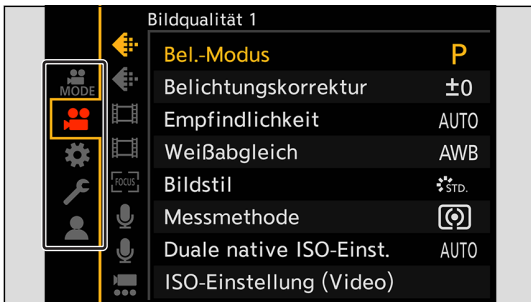 Bildqualität 1
MODE
Bel.-Modus P
Belichtungskorrektur ±0
Empfindlichkeit AUTO
Weißabgleich AWB
FOCUS
Bildstil STD.
Messmethode
Duale native ISO-Einst. AUTO
ISO-Einstellung (Video)